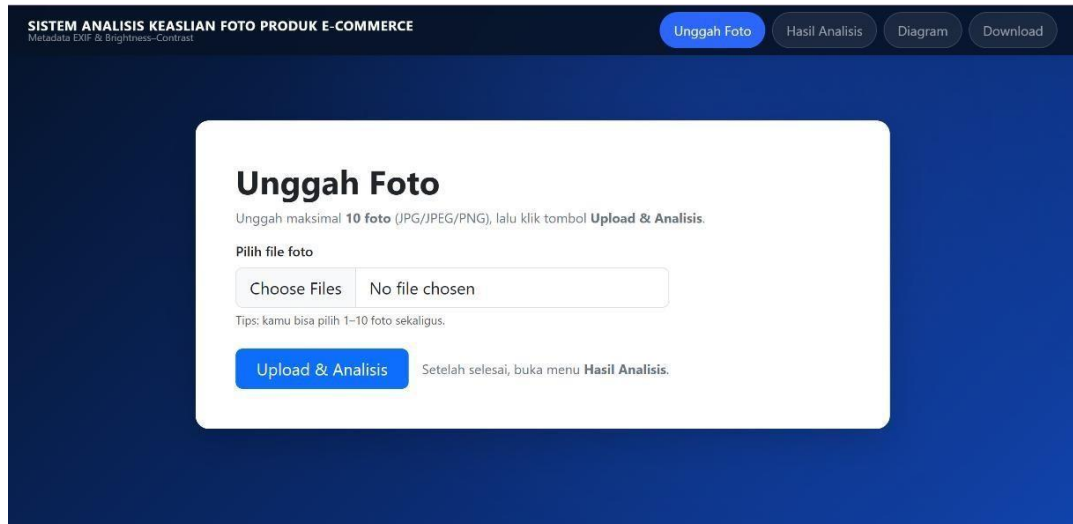 SISTEM ANALISIS KEASLIAN FOTO PRODUK E-COMMERCE
Metadata EXIF & Brightness–Contrast
Unggah Foto
Hasil Analisis
Diagram
Download
Unggah Foto
Unggah maksimal 10 foto (JPG/JPEG/PNG), lalu klik tombol Upload & Analisis.
Pilih file foto
Choose Files No file chosen
Tips: kamu bisa pilih 1–10 foto sekaligus.
Upload & Analisis Setelah selesai, buka menu Hasil Analisis.